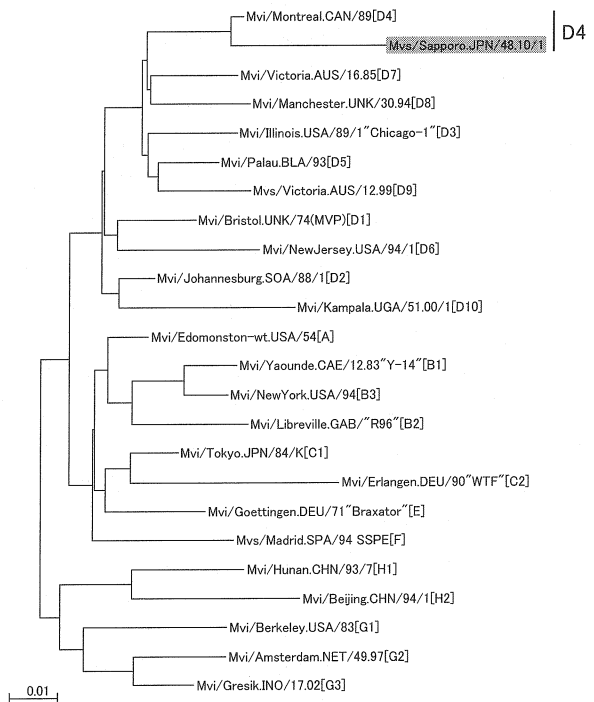 Mvi/Montreal.CAN/89[D4]
D4
Mvs/Sapporo.JPN/48.10/1
Mvi/Victoria.AUS/16.85[D7]
Mvi/Manchester.UNK/30.94[D8]
Mvi/Illinois.USA/89/1"Chicago-1"[D3]
Mvi/Palau.BLA/93[D5]
Mvs/Victoria.AUS/12.99[D9]
Mvi/Bristol.UNK/74(MVP)[D1]
Mvi/NewJersey.USA/94/1[D6]
Mvi/Johannesburg.SOA/88/1[D2]
Mvi/Kampala.UGA/51.00/1[D10]
Mvi/Edomonston-wt.USA/54[A]
Mvi/Yaounde.CAE/12.83"Y-14"[B1]
Mvi/NewYork.USA/94[B3]
Mvi/Libreville.GAB/"R96"[B2]
Mvi/Tokyo.JPN/84/K[C1]
Mvi/Erlangen.DEU/90"WTF"[C2]
Mvi/Goettingen.DEU/71"Braxator"[E]
Mvs/Madrid.SPA/94 SSPE[F]
Mvi/Hunan.CHN/93/7[H1]
Mvi/Beijing.CHN/94/1[H2]
Mvi/Berkeley.USA/83[G1]
Mvi/Amsterdam.NET/49.97[G2]
Mvi/Gresik.INO/17.02[G3]
0.01